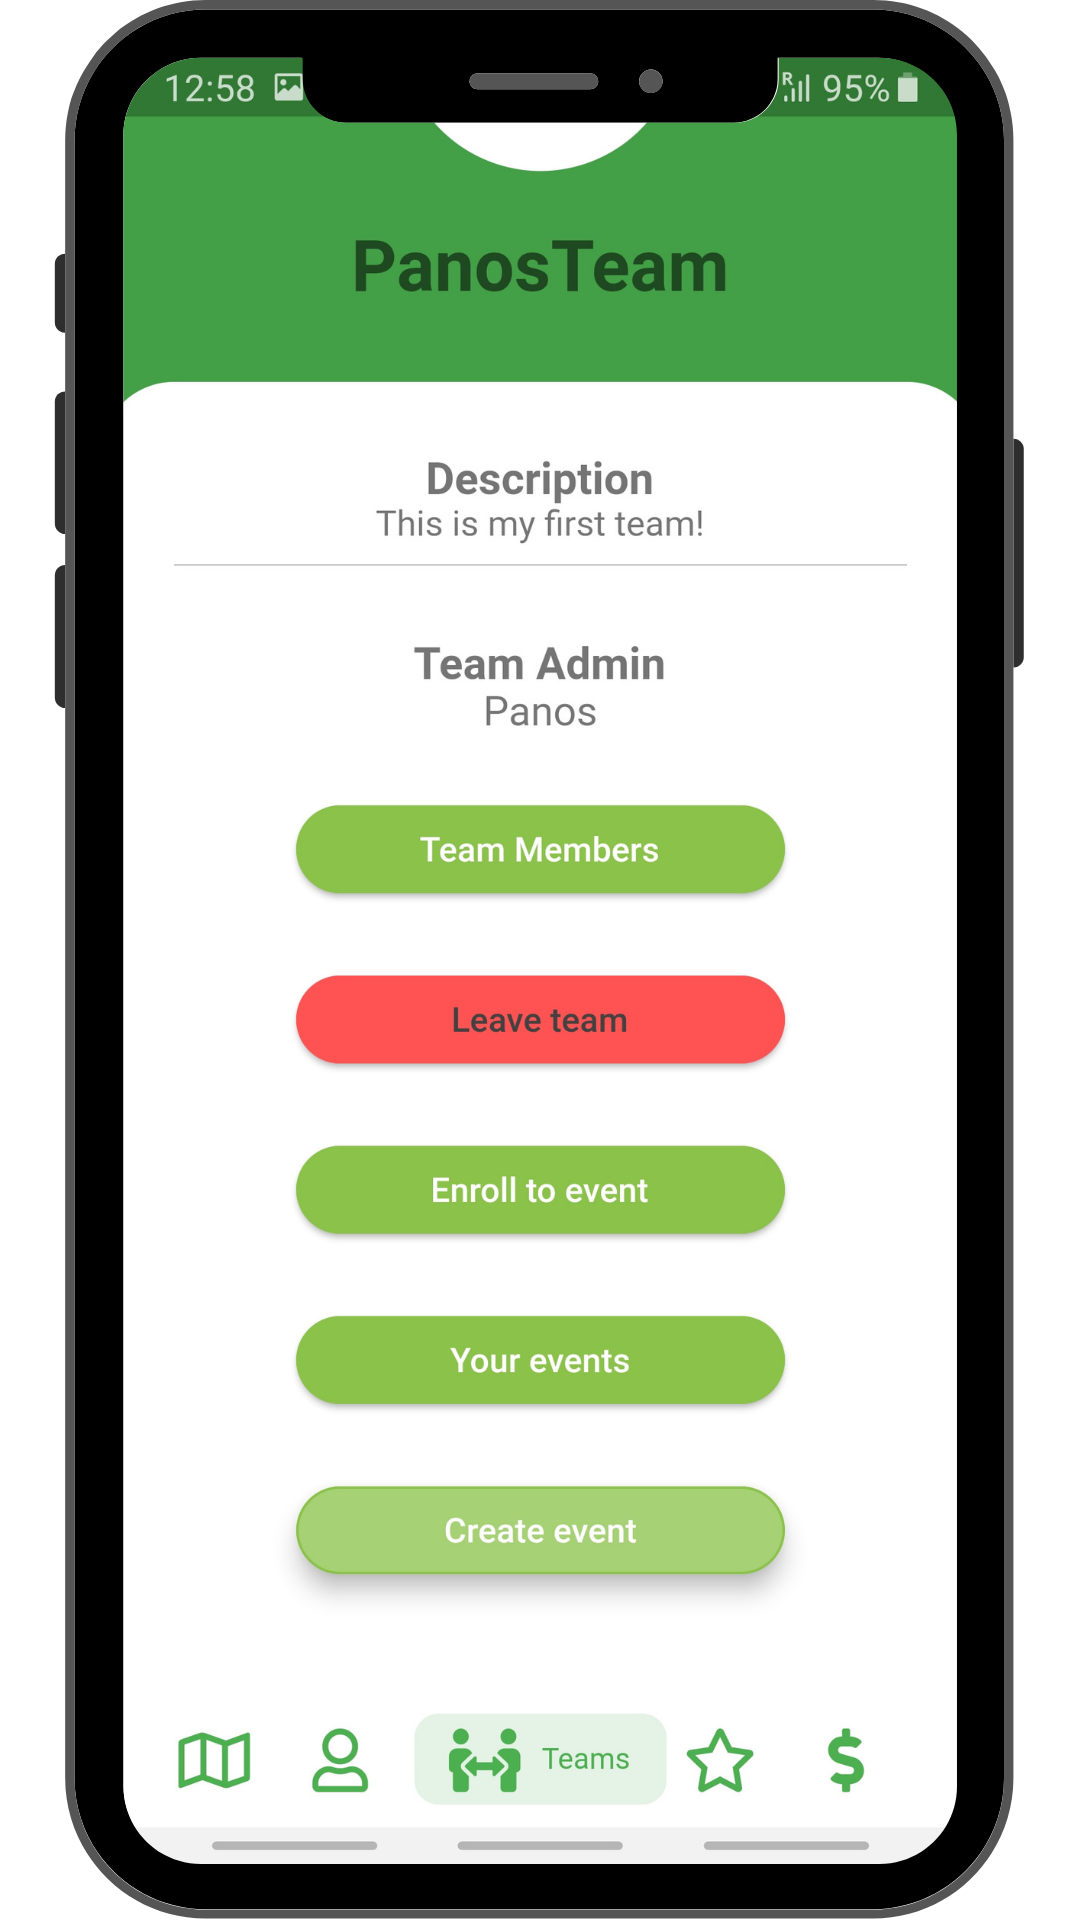 12:58 R 95%
PanosTeam
Description
This is my first team!
Team Admin
Panos
Team Members
Leave team
Enroll to event
Your events
Create event
Teams